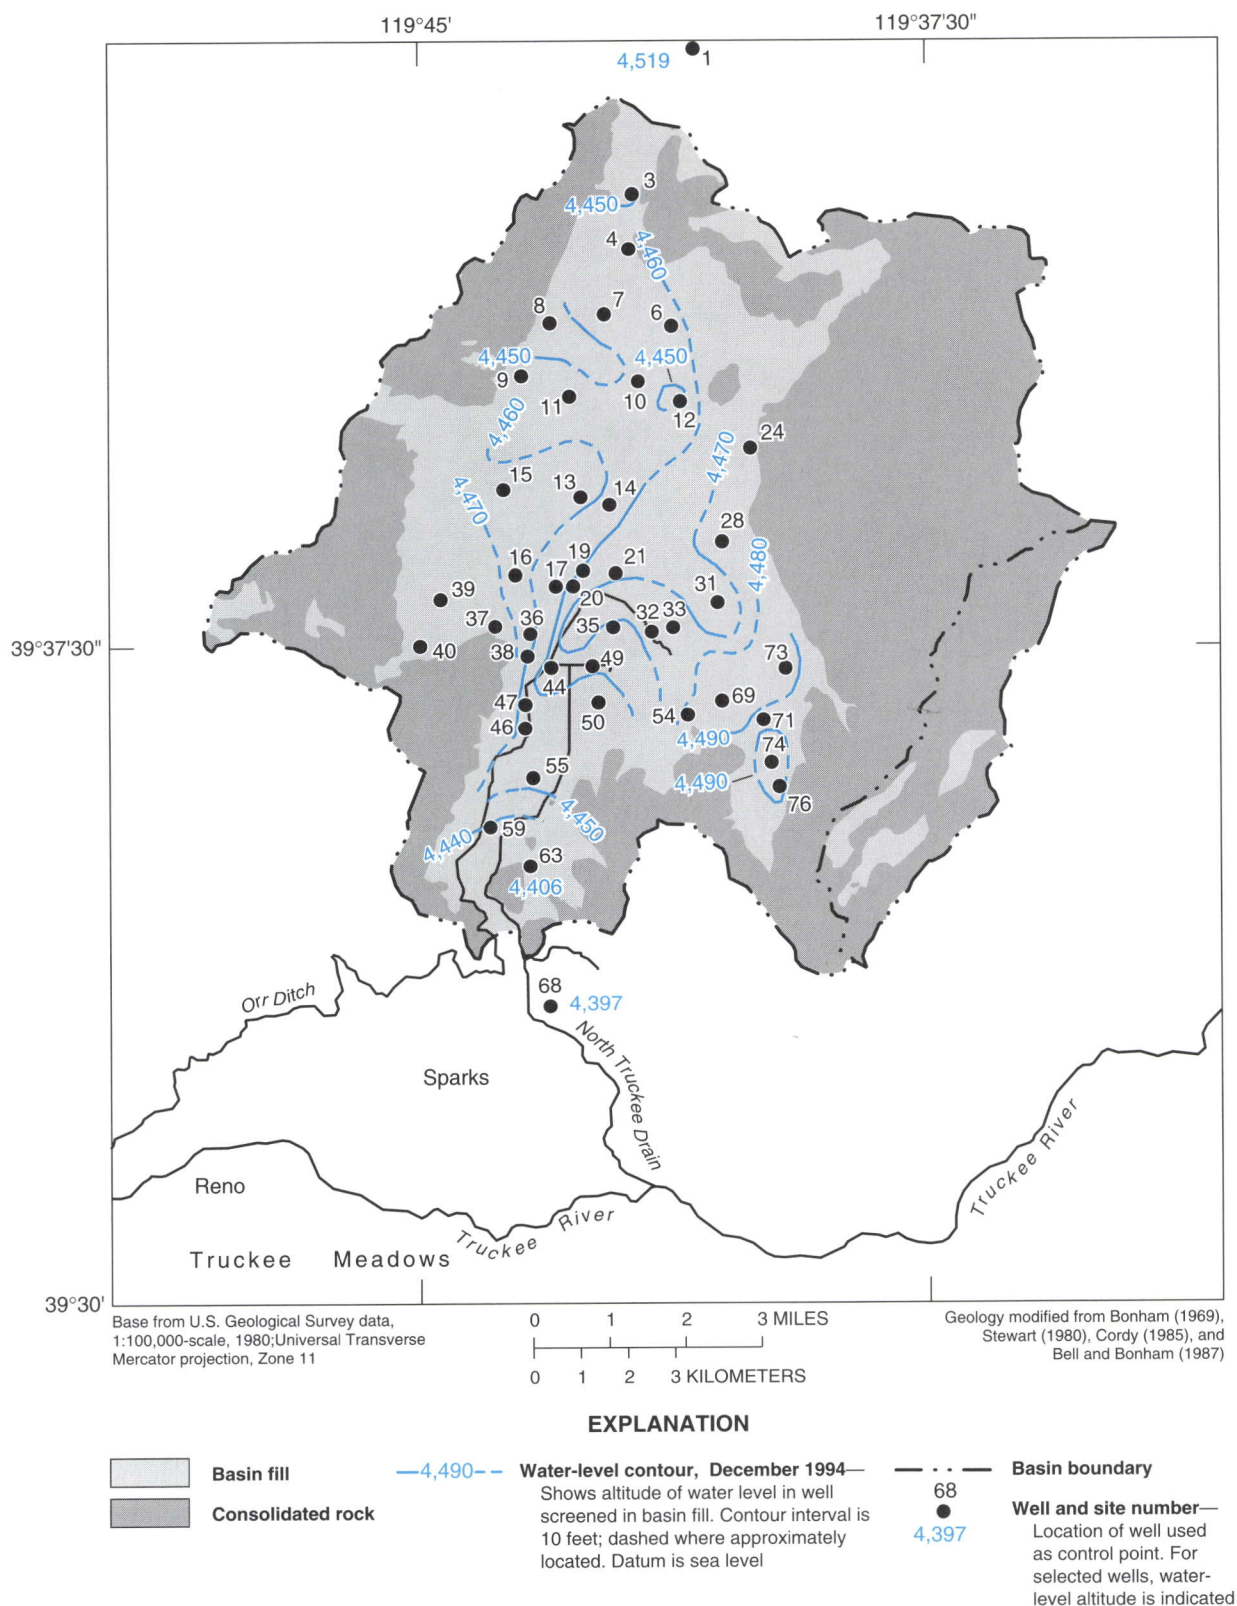 119°45'
119°37'30"
4,519
1
3
4,450
4
4,460
8
7
6
4,450
4,450
9
10
11
12
4,460
24
4,470
15
13
14
4,470
28
4,480
16
17
19
21
31
39
20
32
33
37
36
35
39°37'30"
40
38
49
73
44
47
69
46
50
54
71
4,490
74
4,490
55
76
4,450
59
4,440
63
4,406
68
4,397
Orr Ditch
North Truckee Drain
Sparks
Truckee River
Reno
Truckee River
Truckee Meadows
39°30'
Base from U.S. Geological Survey data,
1:100,000-scale, 1980;Universal Transverse
Mercator projection, Zone 11
0 1 2 3 MILES
0 1 2 3 KILOMETERS
Geology modified from Bonham (1969),
Stewart (1980), Cordy (1985), and
Bell and Bonham (1987)
EXPLANATION
Basin fill
Consolidated rock
4,490
Water-level contour, December 1994—
Shows altitude of water level in well
screened in basin fill. Contour interval is
10 feet; dashed where approximately
located. Datum is sea level
Basin boundary
68
4,397
Well and site number—
Location of well used
as control point. For
selected wells, water-
level altitude is indicated